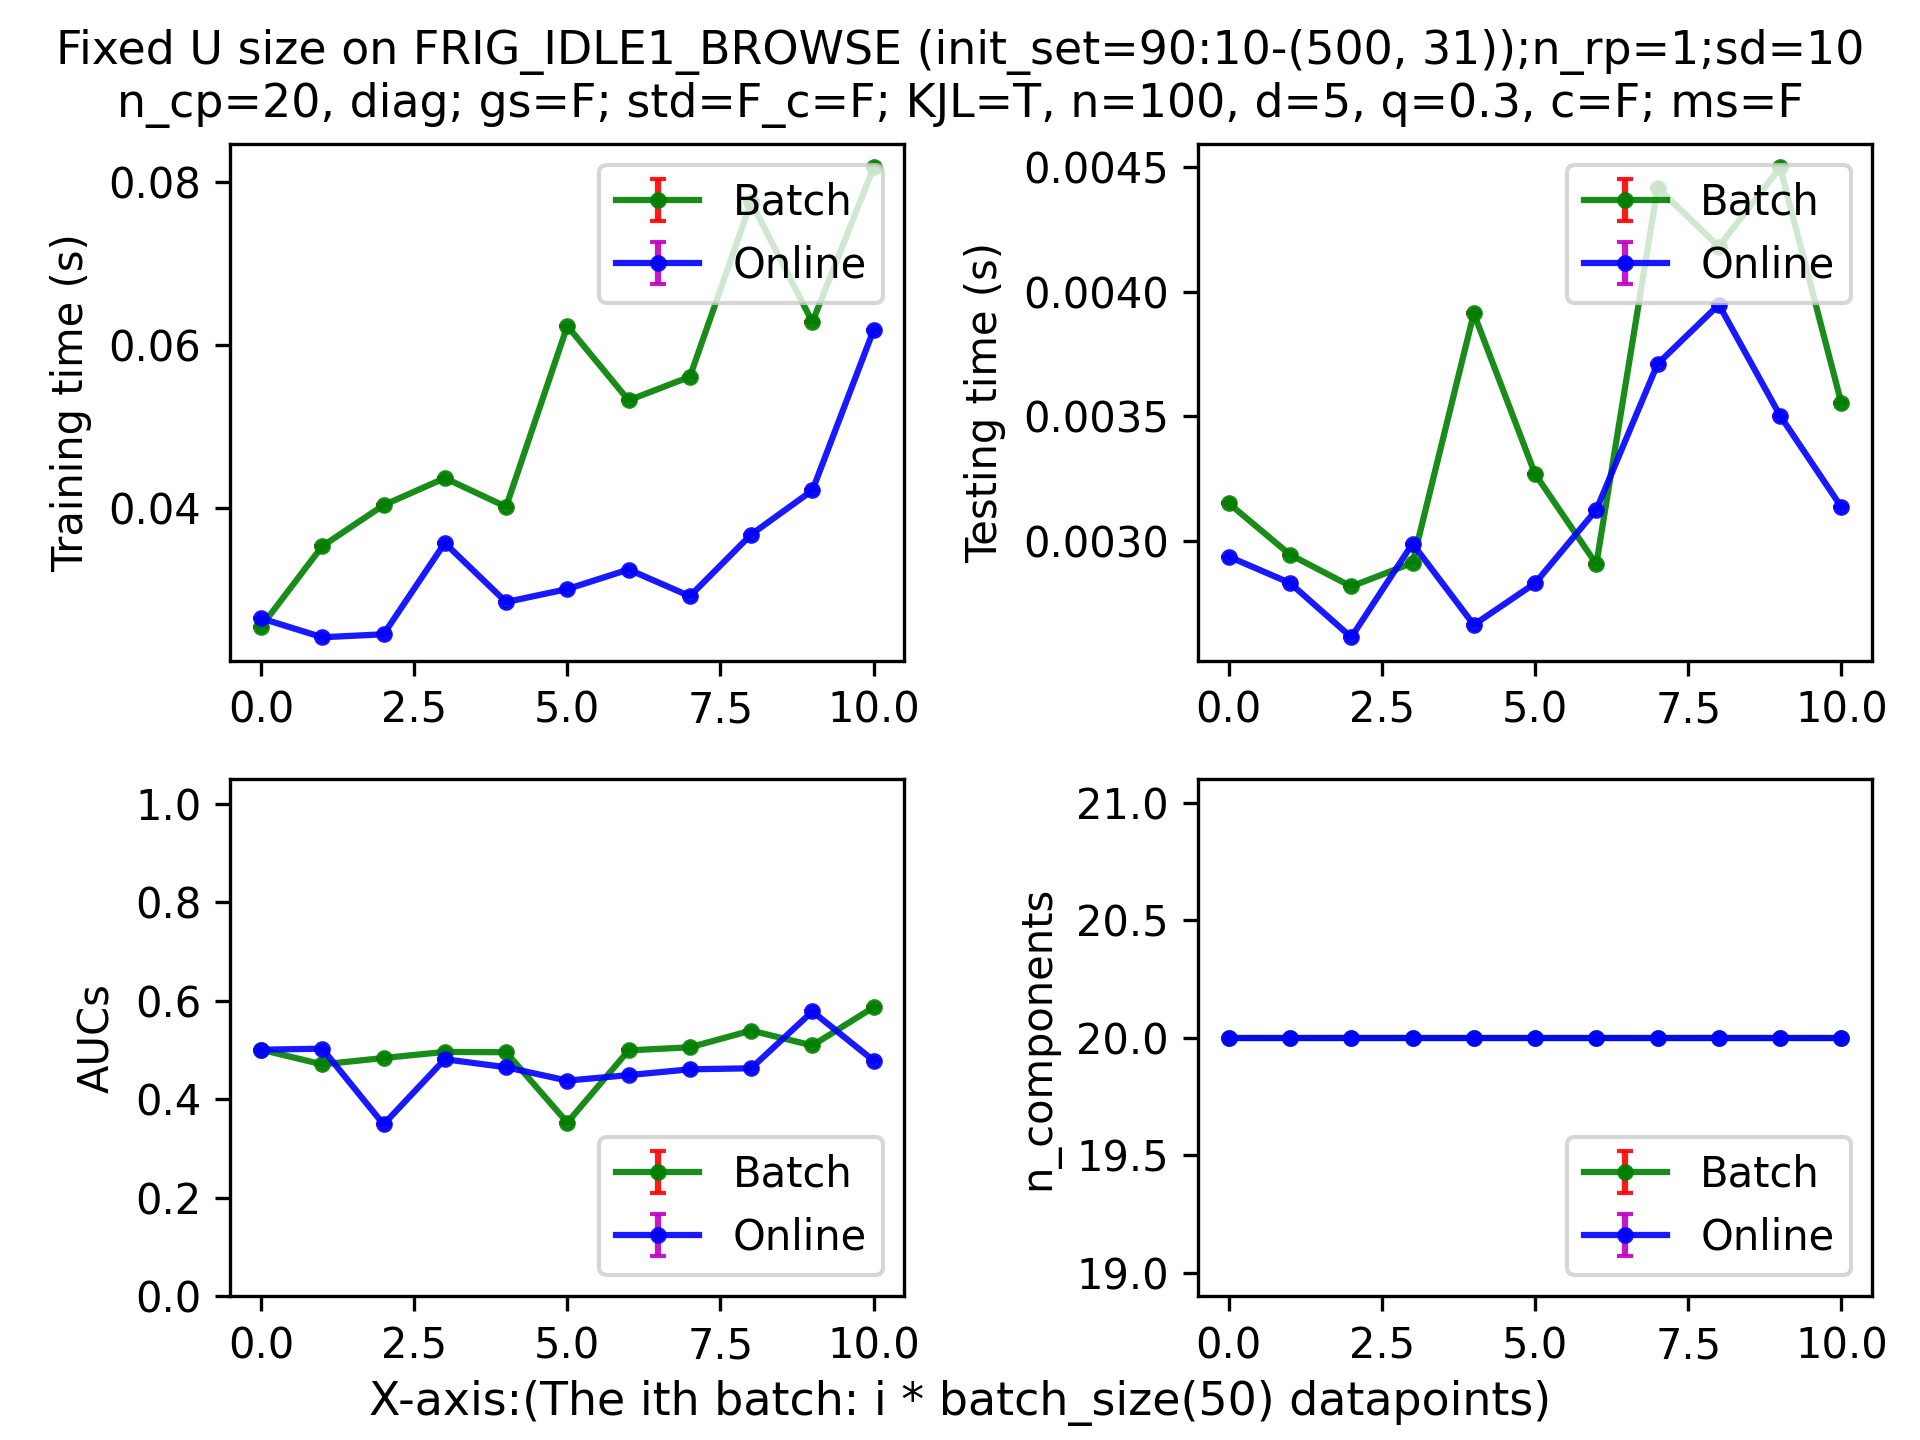 Fixed U size on FRIG_IDLE1_BROWSE (init_set=90:10-(500, 31));n_rp=1;sd=10
n_cp=20, diag; gs=F; std=F_c=F; KJL=T, n=100, d=5, q=0.3, c=F; ms=F
Training time (s)
0.08
0.06
0.04
Batch
Online
0.0 2.5 5.0 7.5 10.0
Testing time (s)
0.0045
0.0040
0.0035
0.0030
Batch
Online
0.0 2.5 5.0 7.5 10.0
AUCs
1.0
0.8
0.6
0.4
0.2
0.0
Batch
Online
0.0 2.5 5.0 7.5 10.0
n_components
21.0
20.5
20.0
19.5
19.0
Batch
Online
0.0 2.5 5.0 7.5 10.0
X-axis:(The ith batch: i * batch_size(50) datapoints)